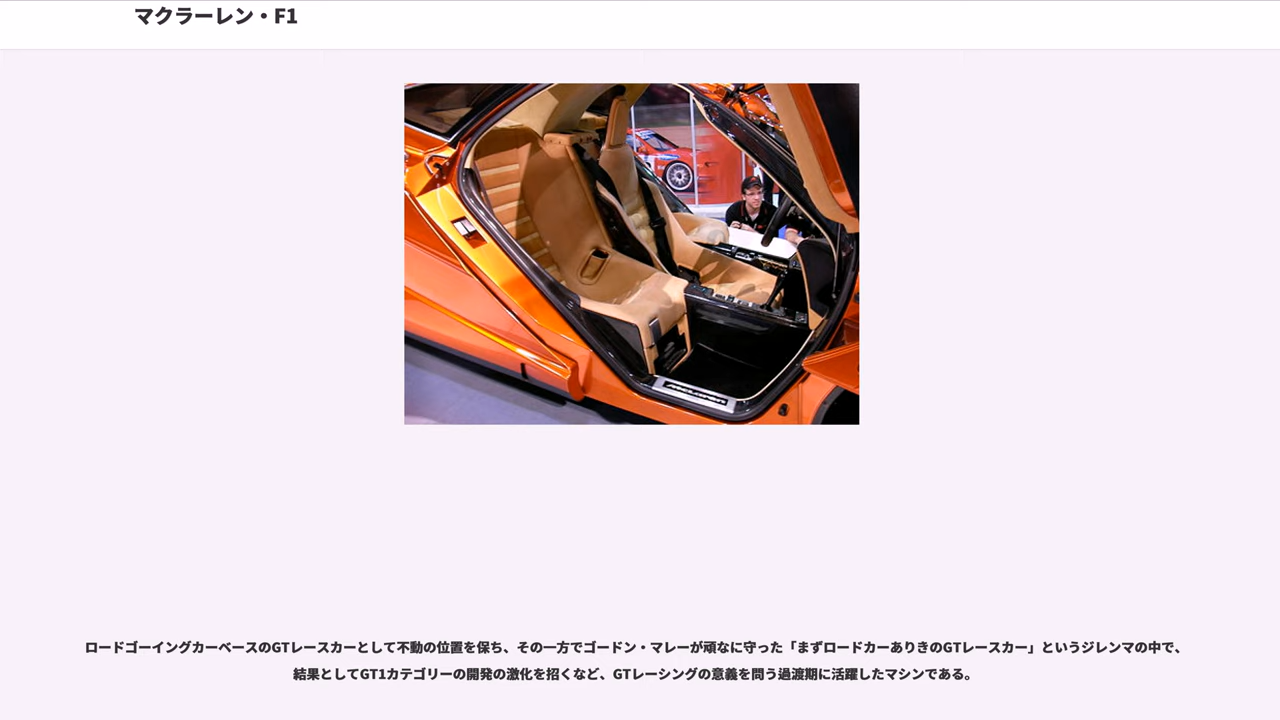 マクラーレン・F1
McLaren
ロードゴーイングカーベースのGTレースカーとして不動の位置を保ち、その一方でゴードン・マレーが頑なに守った「まずロードカーありきのGTレースカー」というジレンマの中で、
結果としてGT1カテゴリーの開発の激化を招くなど、GTレーシングの意義を問う過渡期に活躍したマシンである。